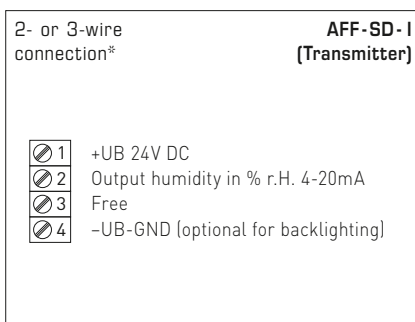 2- or 3-wire
connection*
AFF-SD-I
(Transmitter)
1 +UB 24V DC
2 Output humidity in % r.H. 4-20mA
3 Free
4 –UB-GND (optional for backlighting)